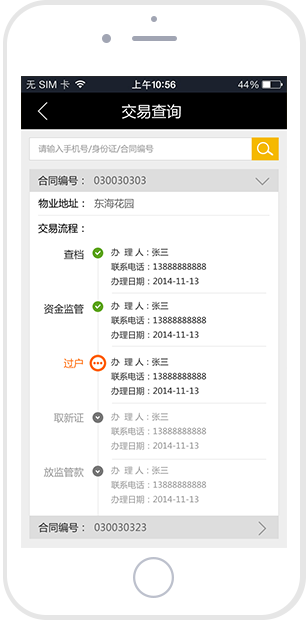 无 SIM 卡 上午10:56 44%
交易查询
请输入手机号/身份证/合同编号
合同编号： 030030303
物业地址： 东海花园
交易流程：
查档
办 理 人：张三
联系电话：13888888888
办理日期：2014-11-13
资金监管
办 理 人：张三
联系电话：13888888888
办理日期：2014-11-13
过户
办 理 人：张三
联系电话：13888888888
办理日期：2014-11-13
取新证
办 理 人：张三
联系电话：13888888888
办理日期：2014-11-13
放监管款
办 理 人：张三
联系电话：13888888888
办理日期：2014-11-13
合同编号： 030030323